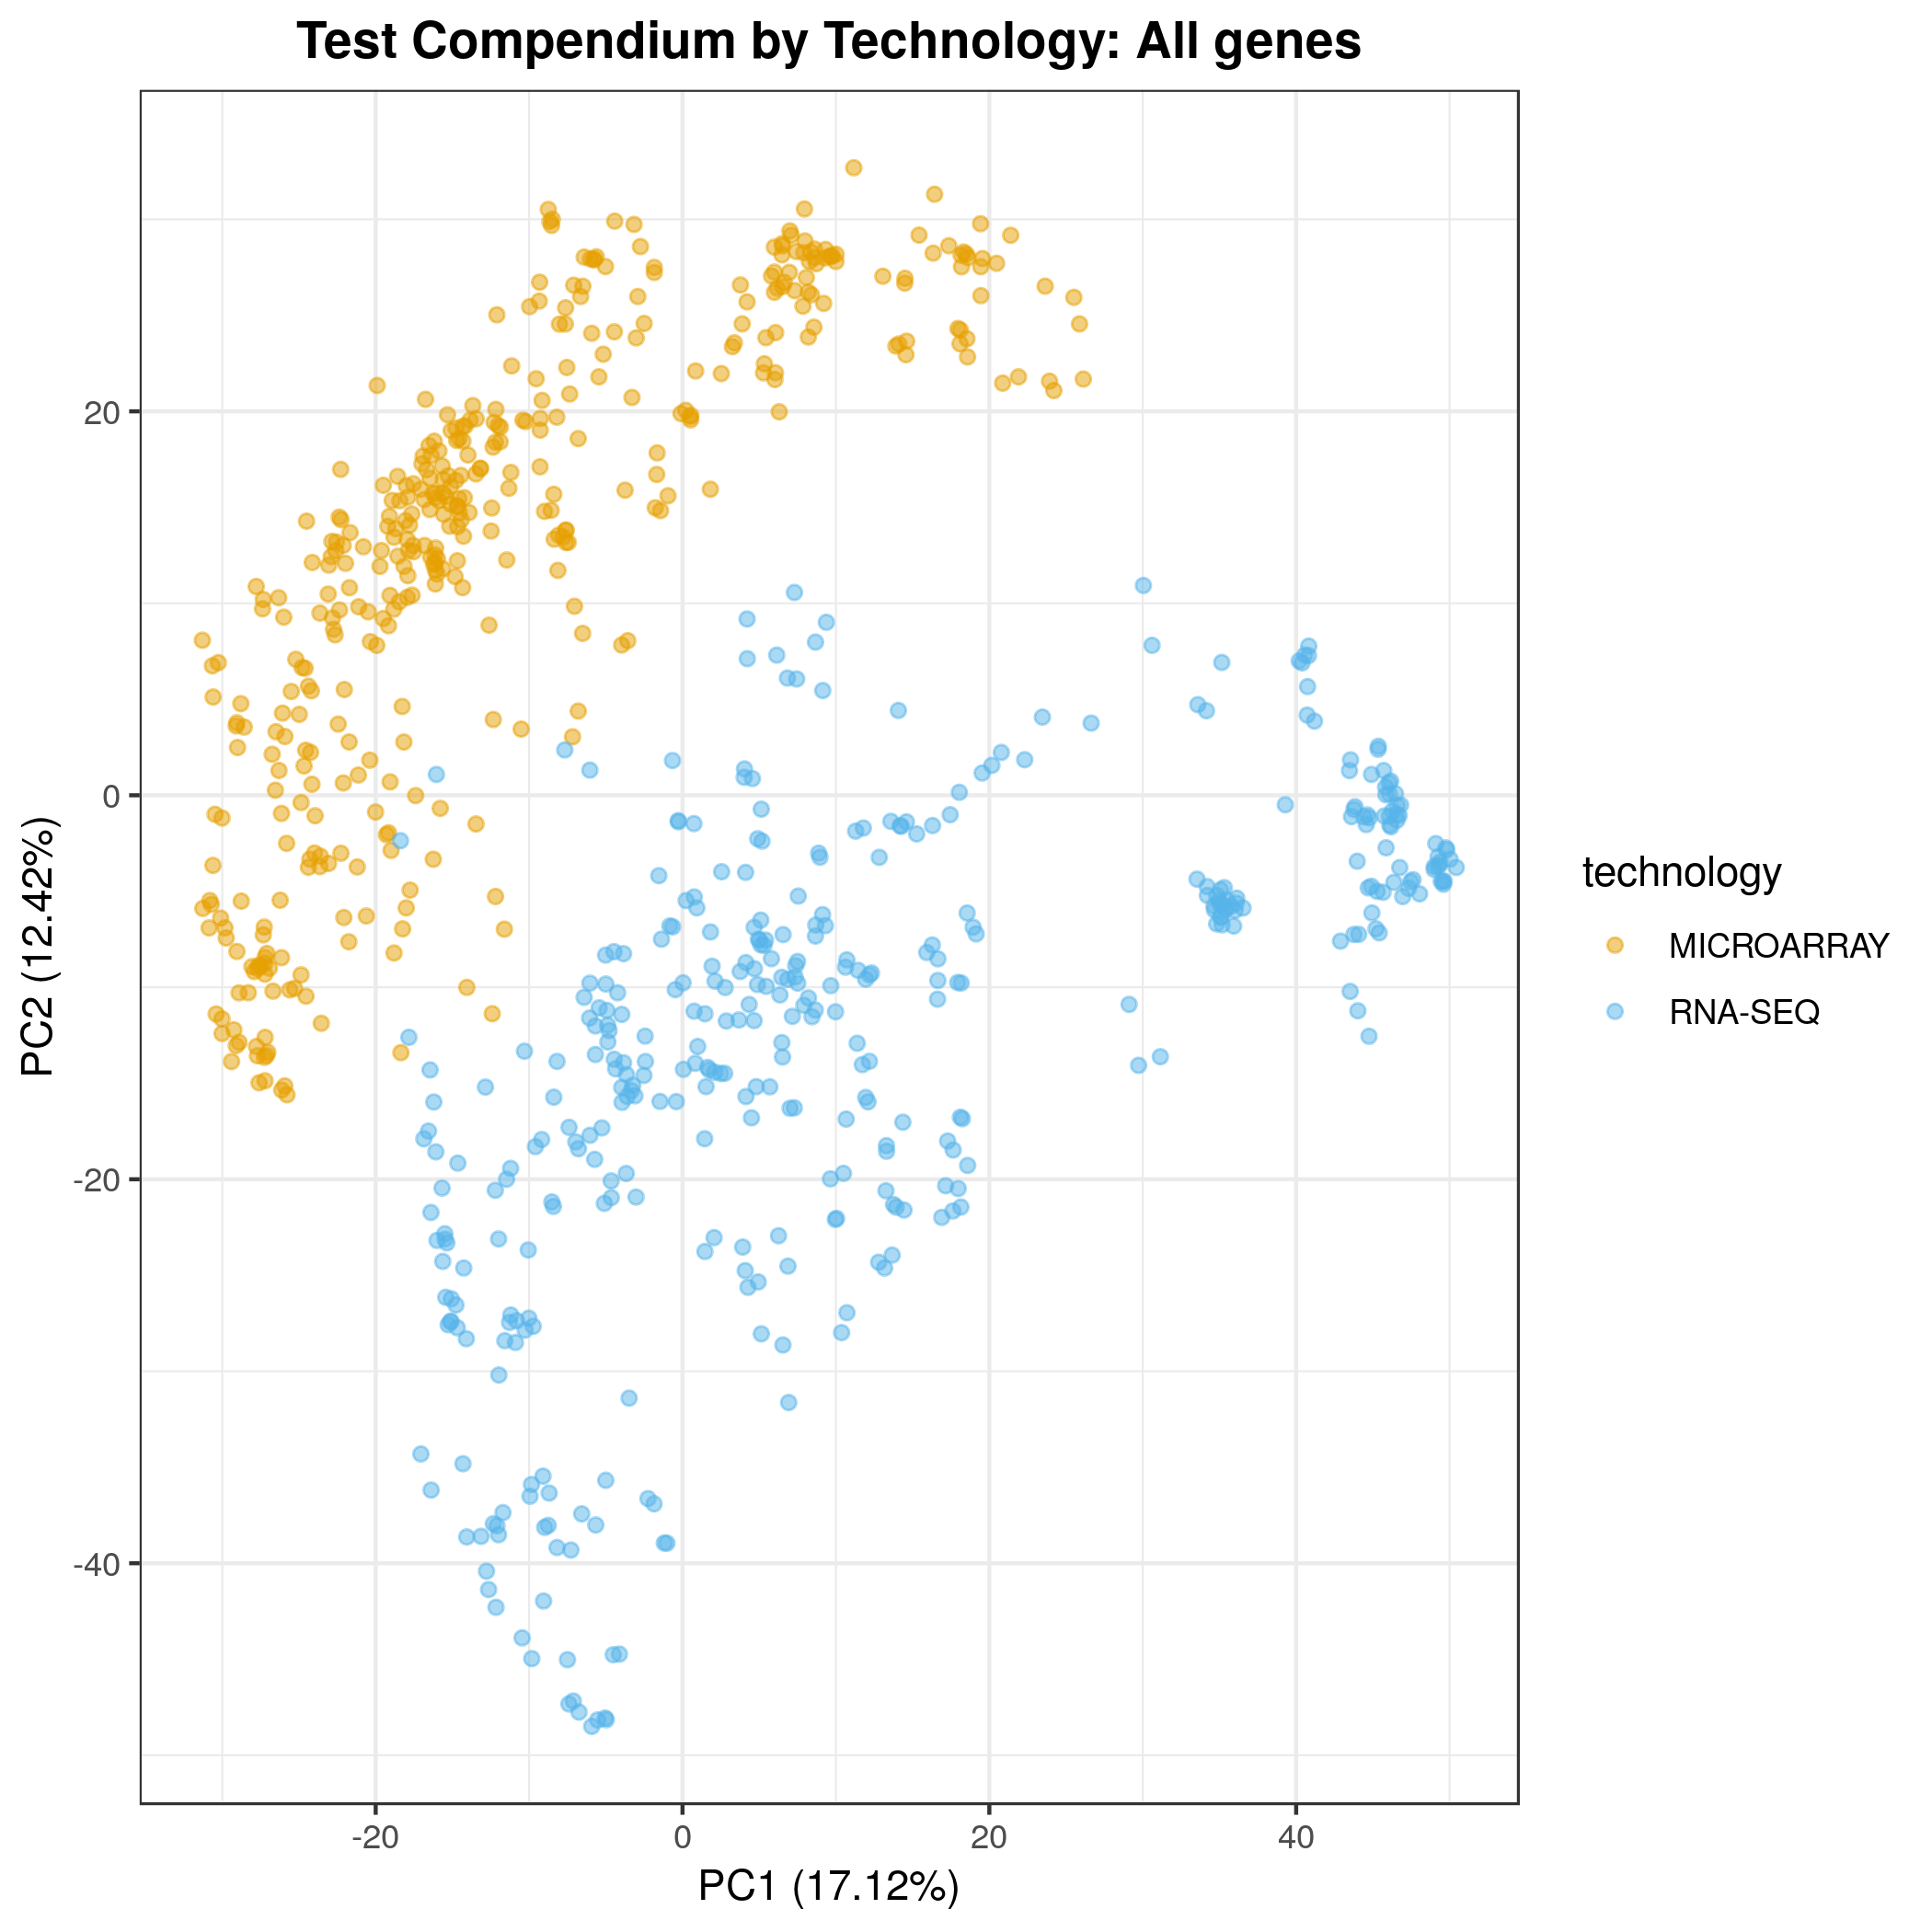 Test Compendium by Technology: All genes
PC2 (12.42%)
20
0
-20
-40
-20
0
20
40
PC1 (17.12%)
technology
MICROARRAY
RNA-SEQ